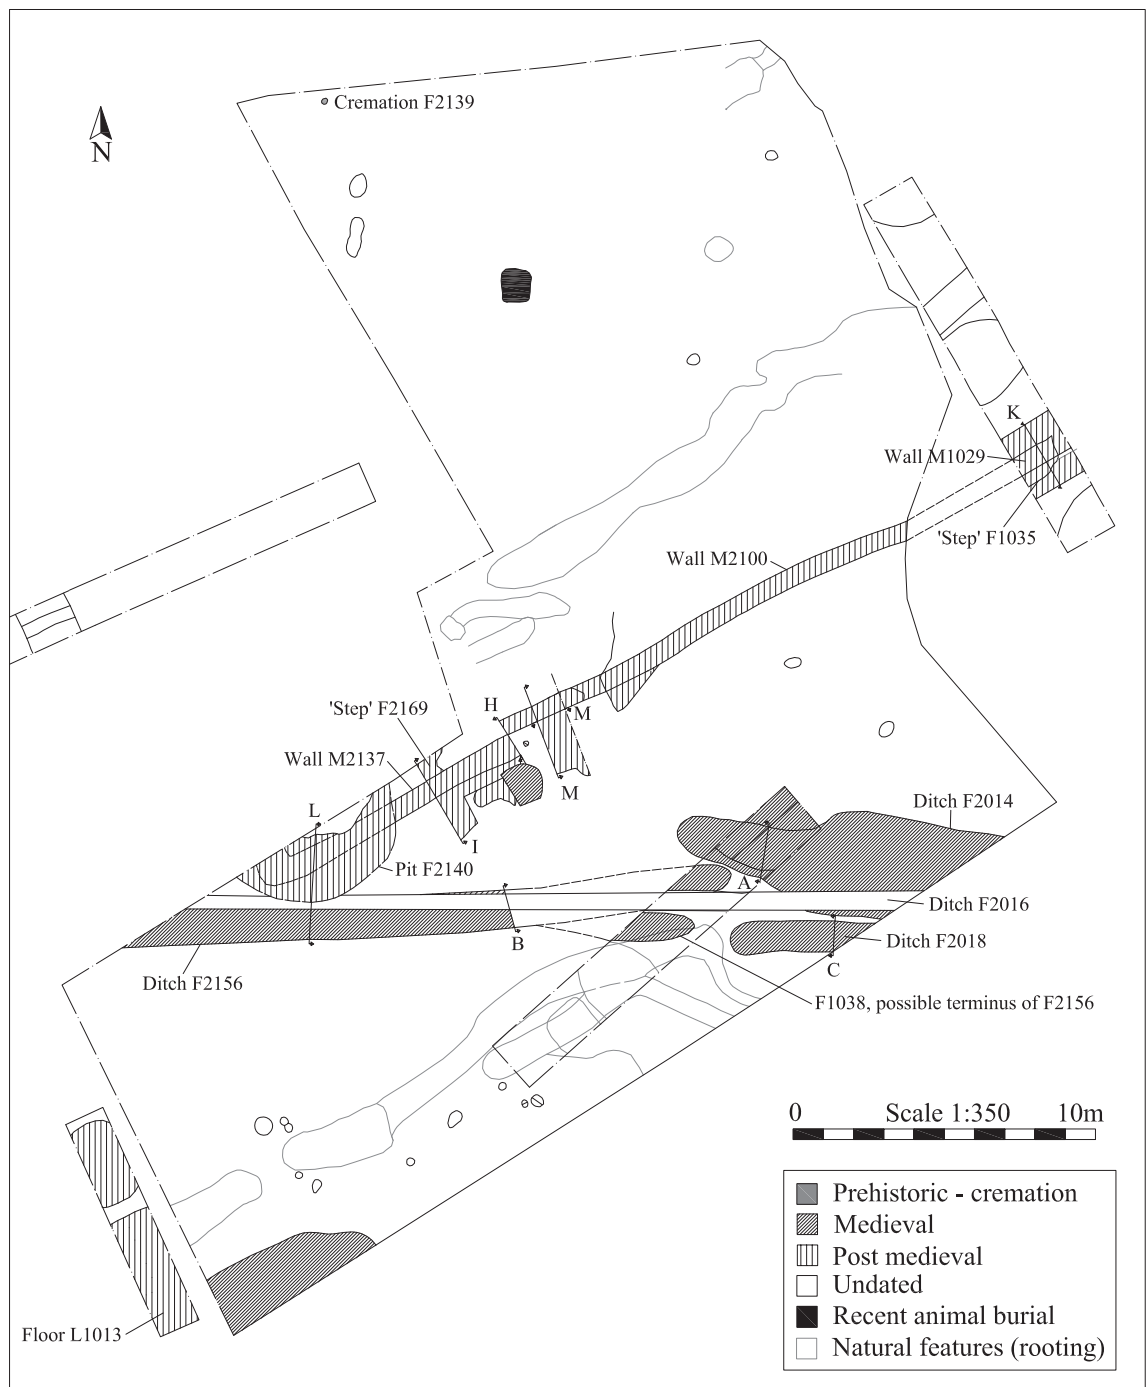 Cremation F2139
N
K
Wall M1029
'Step' F1035
Wall M2100
'Step' F2169
H
M
Wall M2137
L
M
Ditch F2014
I
Pit F2140
A
Ditch F2016
B
Ditch F2018
Ditch F2156
C
F1038, possible terminus of F2156
0 Scale 1:350 10m
Prehistoric - cremation
Medieval
Post medieval
Undated
Recent animal burial
Natural features (rooting)
Floor L1013